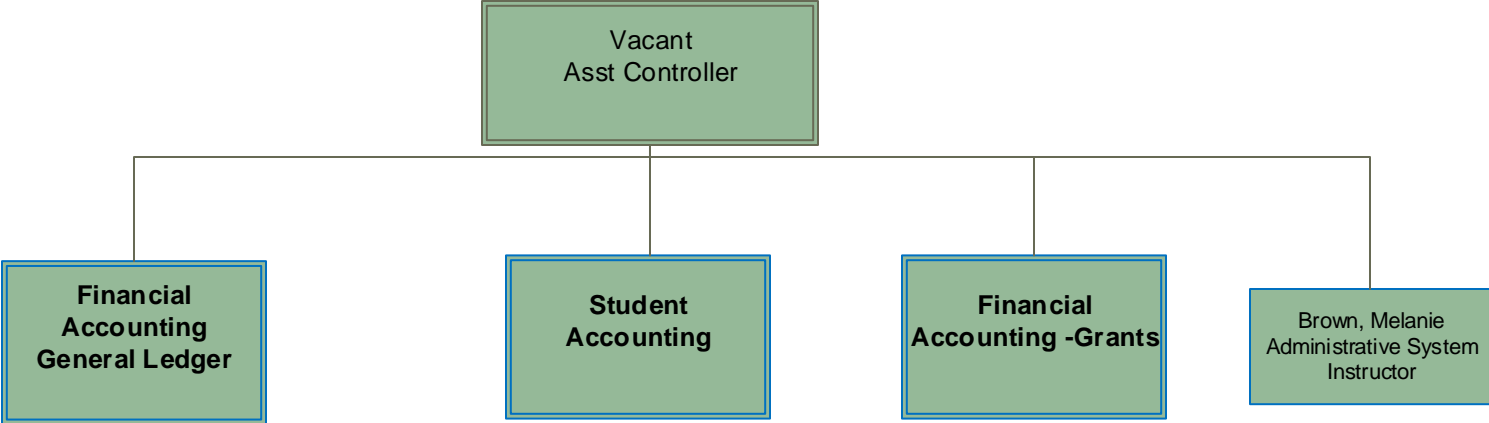 Vacant
Asst Controller
Financial
Accounting
General Ledger
Student
Accounting
Financial
Accounting -Grants
Brown, Melanie
Administrative System
Instructor